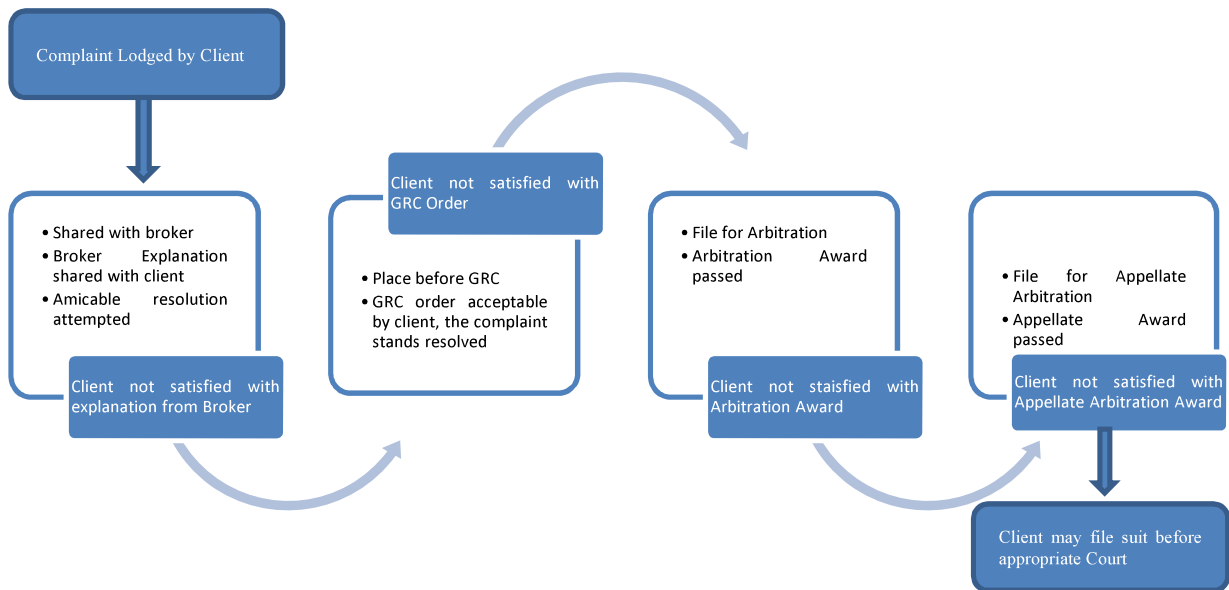 Complaint Lodged by Client
• Shared with broker
• Broker Explanation
shared with client
• Amicable resolution
attempted
Client not satisfied with
explanation from Broker
Client not satisfied with
GRC Order
• Place before GRC
• GRC order acceptable
by client, the complaint
stands resolved
• File for Arbitration
• Arbitration Award
passed
Client not staisfied with
Arbitration Award
• File for Appellate
Arbitration
• Appellate Award
passed
Client not satisfied with
Appellate Arbitration Award
Client may file suit before
appropriate Court